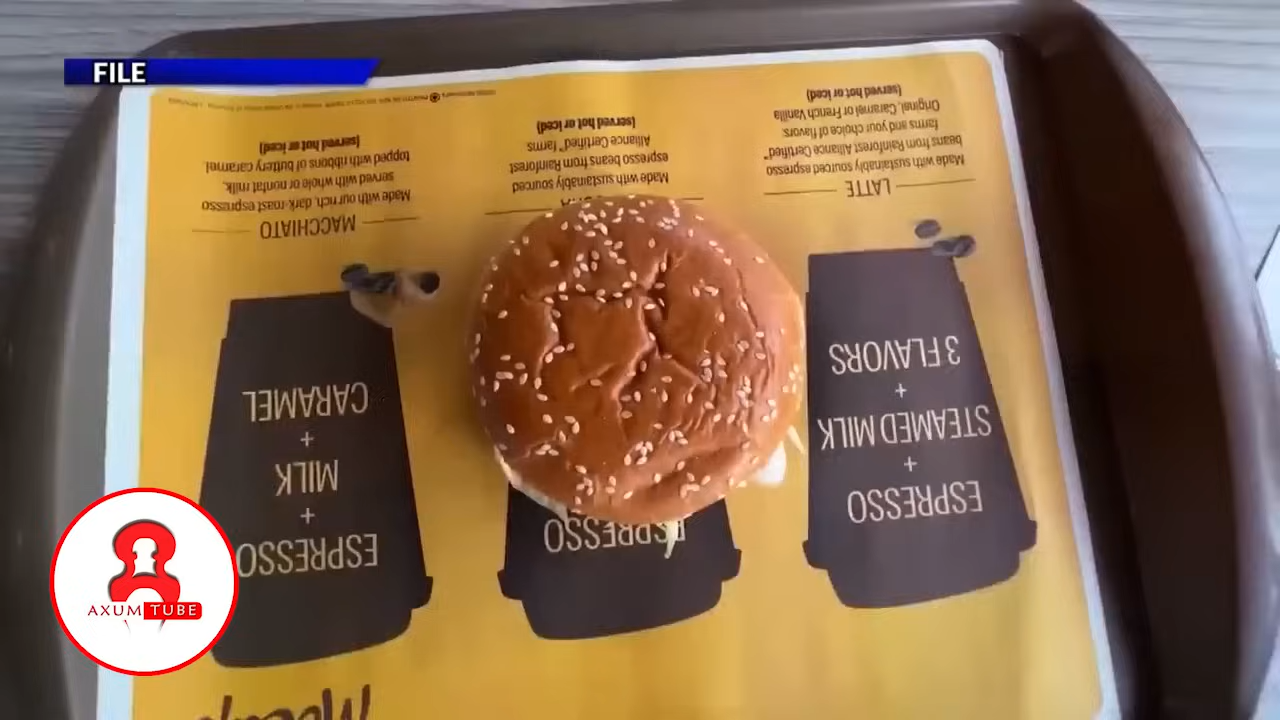 FILE
MACCHIATO
Made with our rich, dark-roast espresso
served with whole or nonfat milk,
topped with ribbons of buttery caramel.
(served hot or iced)
ESPRESSO
+
MILK
+
CARAMEL
Made with sustainably sourced
espresso beans from Rainforest
Alliance Certified™ farms
(served hot or iced)
ESPRESSO
LATTE
Made with sustainably sourced espresso
beans from Rainforest Alliance Certified™
farms and your choice of flavors:
Original, Caramel or French Vanilla
(served hot or iced)
ESPRESSO
+
STEAMED MILK
+
3 FLAVORS
AXUM TUBE